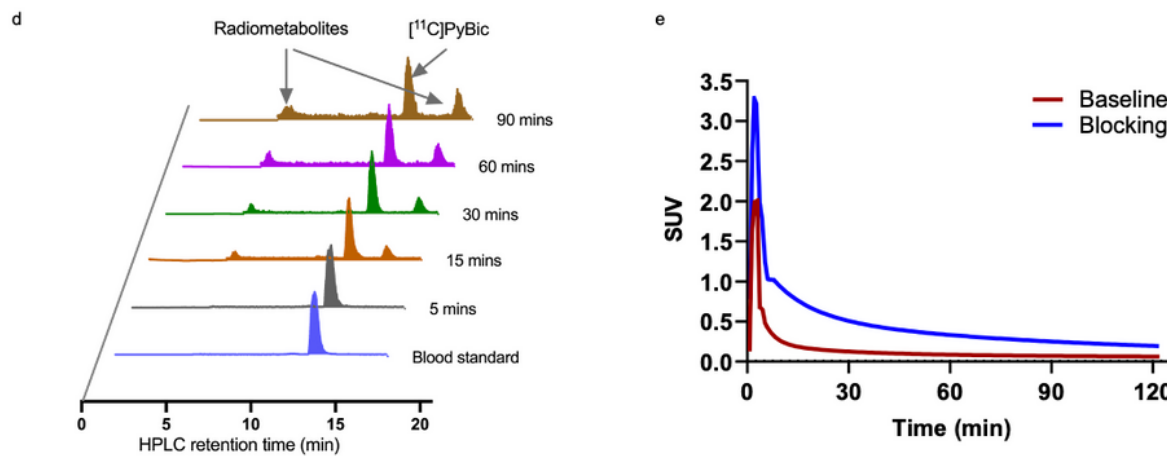 d
Radiometabolites
[¹¹C]PyBic
90 mins
60 mins
30 mins
15 mins
5 mins
Blood standard
0 5 10 15 20
HPLC retention time (min)
e
3.5
3.0
2.5
2.0
1.5
1.0
0.5
0.0
SUV
Baseline
Blocking
0 30 60 90 120
Time (min)